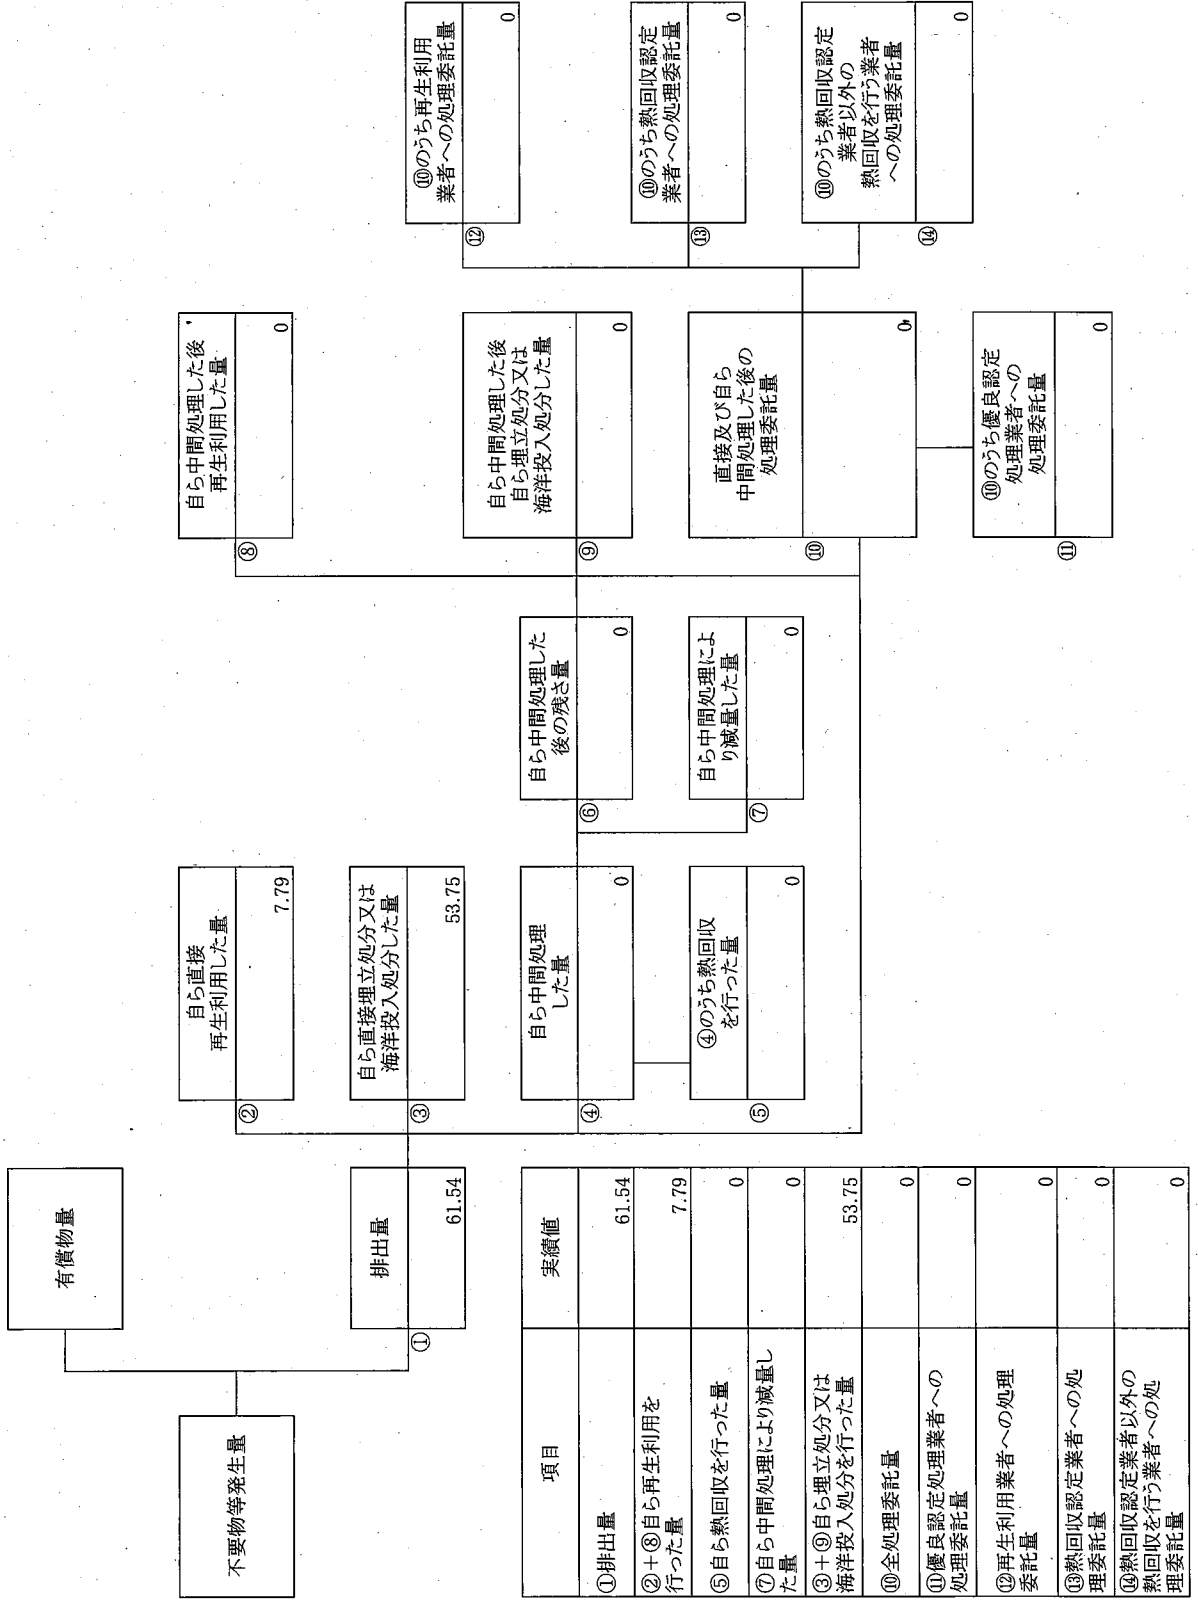 不要物等発生量
有償物量
排出量
①
61.54
自ら直接
再生利用した量
②
7.79
自ら直接埋立処分又は
海洋投入処分した量
③
53.75
自ら中間処理
した量
④
0
④のうち熱回収
を行った量
⑤
0
自ら中間処理した
後の残さ量
⑥
0
自ら中間処理によ
り減量した量
⑦
0
自ら中間処理した後
再生利用した量
⑧
0
自ら中間処理した後
自ら埋立処分又は
海洋投入処分した量
⑨
0
直接及び自ら
中間処理した後の
処理委託量
⑩
0
⑩のうち優良認定
処理業者への
処理委託量
⑪
0
⑩のうち再生利用
業者への処理委託量
⑫
0
⑩のうち熱回収認定
業者への処理委託量
⑬
0
⑩のうち熱回収認定
業者以外の
熱回収を行う業者
への処理委託量
⑭
0
項目 実績値
①排出量 61.54
②+⑧自ら再生利用を
行った量 7.79
⑤自ら熱回収を行った量 0
⑦自ら中間処理により減量し
た量 0
③+⑨自ら埋立処分又は
海洋投入処分を行った量 53.75
⑩全処理委託量 0
⑪優良認定処理業者への
処理委託量 0
⑫再生利用業者への処理
委託量 0
⑬熱回収認定業者への処
理委託量 0
⑭熱回収認定業者以外の
熱回収を行う業者への処
理委託量 0